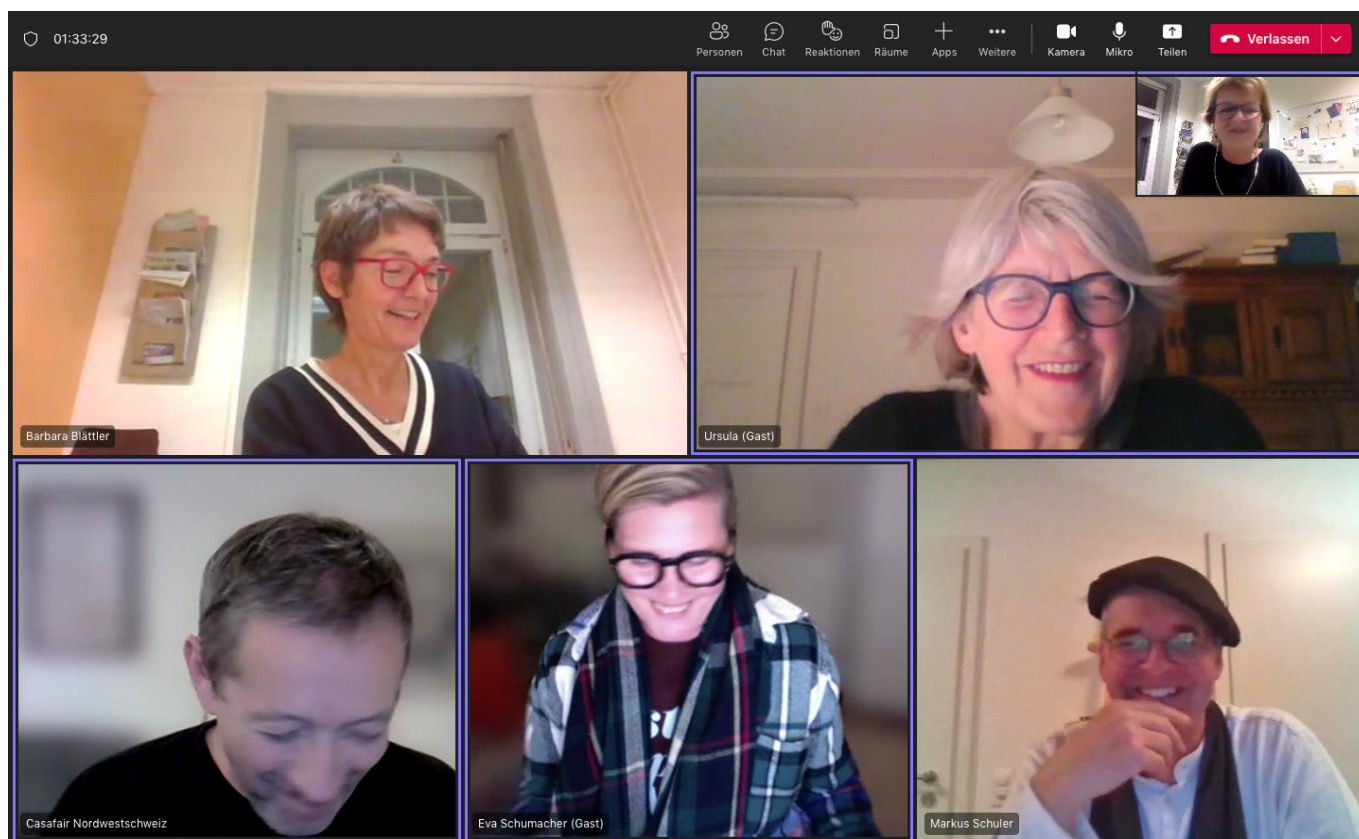 01:33:29
Personen
Chat
Reaktionen
Räume
Apps
Weitere
Kamera
Mikro
Teilen
Verlassen
Barbara Blättler
Ursula (Gast)
Casafair Nordwestschweiz
Eva Schumacher (Gast)
Markus Schuler